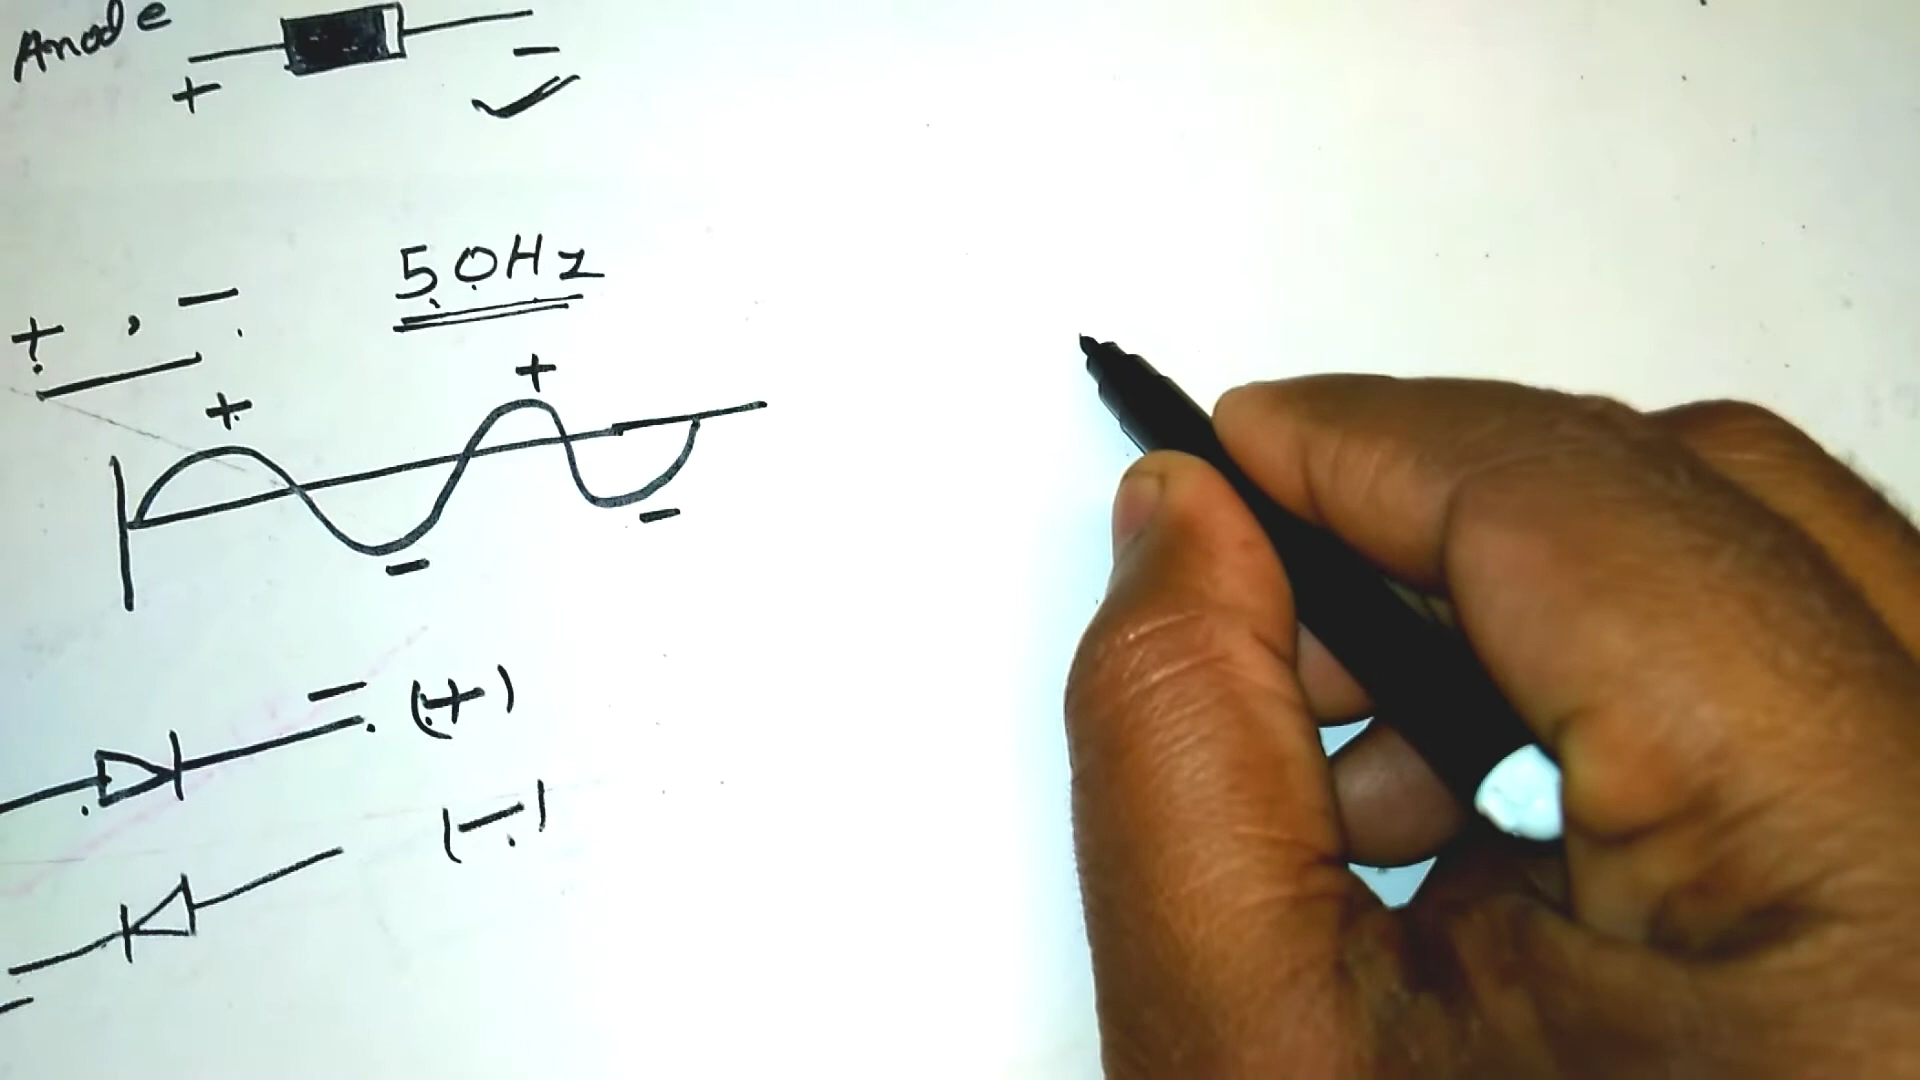 Anode
+ -
50Hz
+ , -
+
+
-
-
- (+)
(-)
-